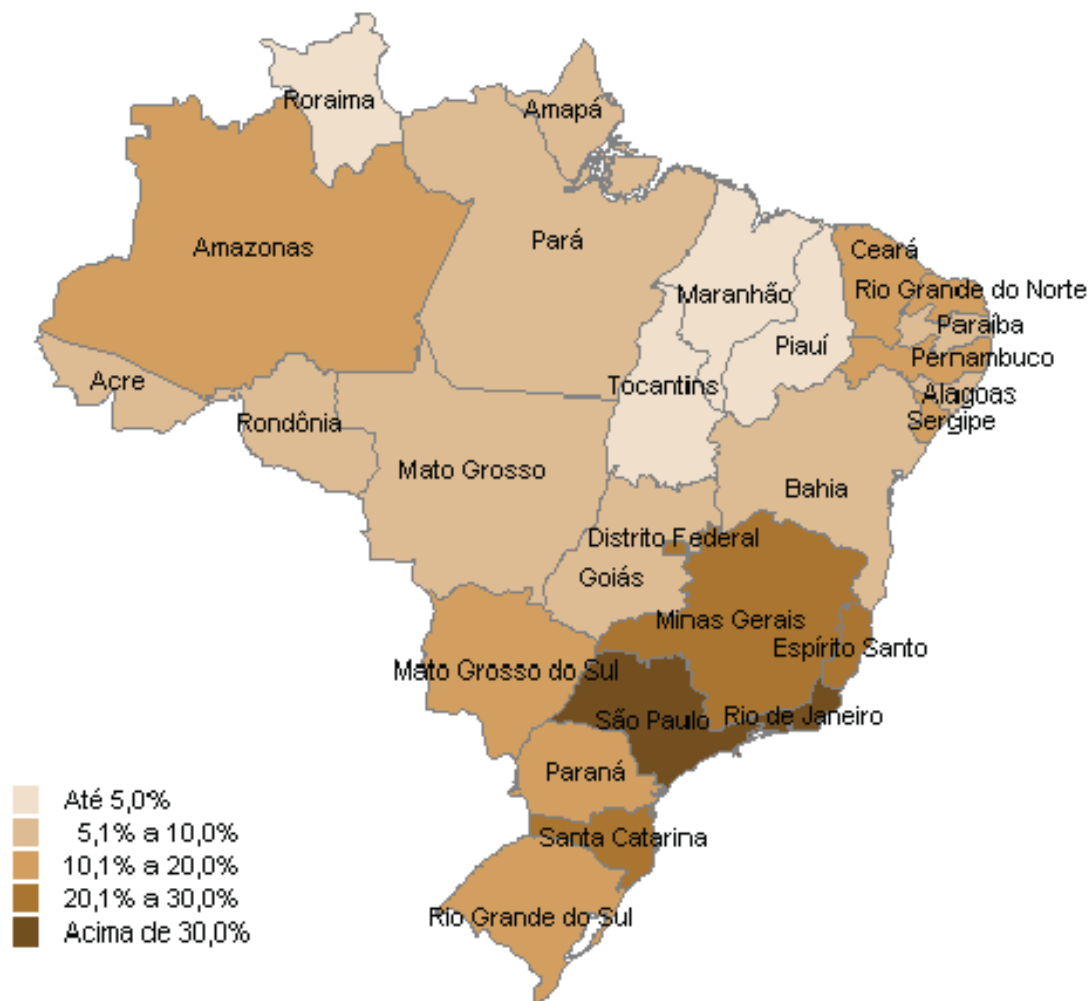 Roraima
Amapá
Amazonas
Pará
Ceará
Maranhão
Rio Grande do Norte
Paraíba
Piauí
Pernambuco
Acre
Tocantins
Alagoas
Rondônia
Sergipe
Mato Grosso
Bahia
Distrito Federal
Goiás
Minas Gerais
Espírito Santo
Mato Grosso do Sul
São Paulo
Rio de Janeiro
Paraná
Até 5,0%
5,1% a 10,0%
Santa Catarina
10,1% a 20,0%
20,1% a 30,0%
Rio Grande do Sul
Acima de 30,0%